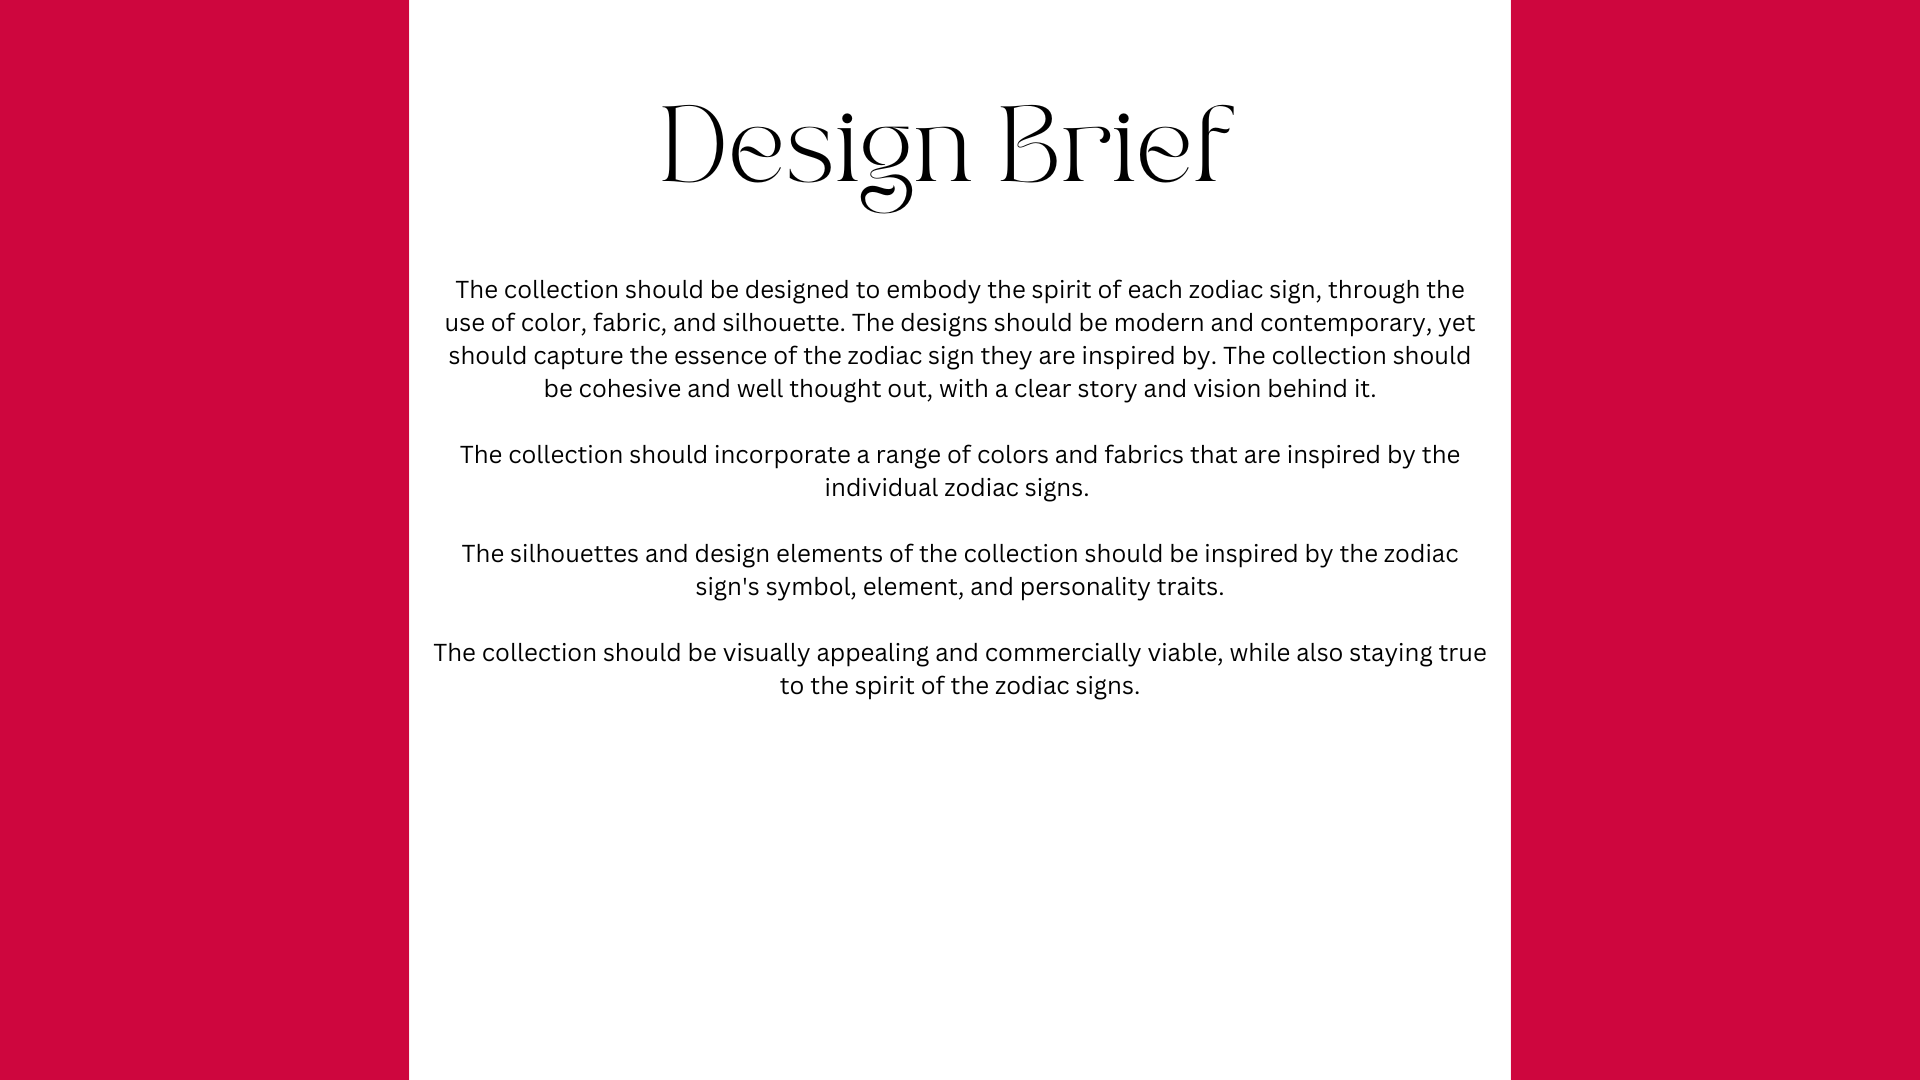 Design Brief
The collection should be designed to embody the spirit of each zodiac sign, through the
use of color, fabric, and silhouette. The designs should be modern and contemporary, yet
should capture the essence of the zodiac sign they are inspired by. The collection should
be cohesive and well thought out, with a clear story and vision behind it.
The collection should incorporate a range of colors and fabrics that are inspired by the
individual zodiac signs.
The silhouettes and design elements of the collection should be inspired by the zodiac
sign's symbol, element, and personality traits.
The collection should be visually appealing and commercially viable, while also staying true
to the spirit of the zodiac signs.